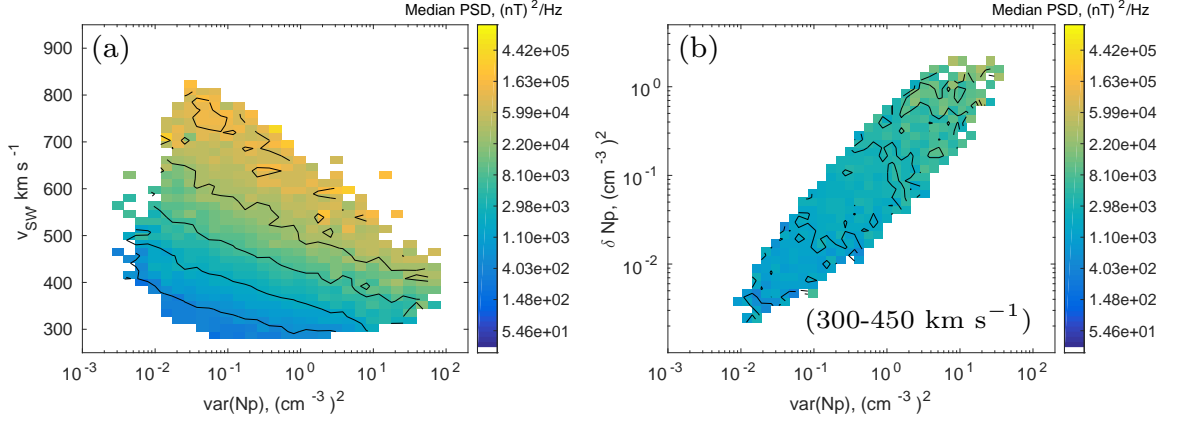 Median PSD, (nT) ²/Hz
(a)
900
800
700
600
500
400
300
v_SW, km s⁻¹
10⁻³ 10⁻² 10⁻¹ 10⁰ 10¹ 10²
var(Np), (cm⁻³)²
4.42e+05
1.63e+05
5.99e+04
2.20e+04
8.10e+03
2.98e+03
1.10e+03
4.03e+02
1.48e+02
5.46e+01
Median PSD, (nT) ²/Hz
(b)
10⁰
10⁻¹
10⁻²
δ Np, (cm⁻³)²
(300-450 km s⁻¹)
10⁻³ 10⁻² 10⁻¹ 10⁰ 10¹ 10²
var(Np), (cm⁻³)²
4.42e+05
1.63e+05
5.99e+04
2.20e+04
8.10e+03
2.98e+03
1.10e+03
4.03e+02
1.48e+02
5.46e+01